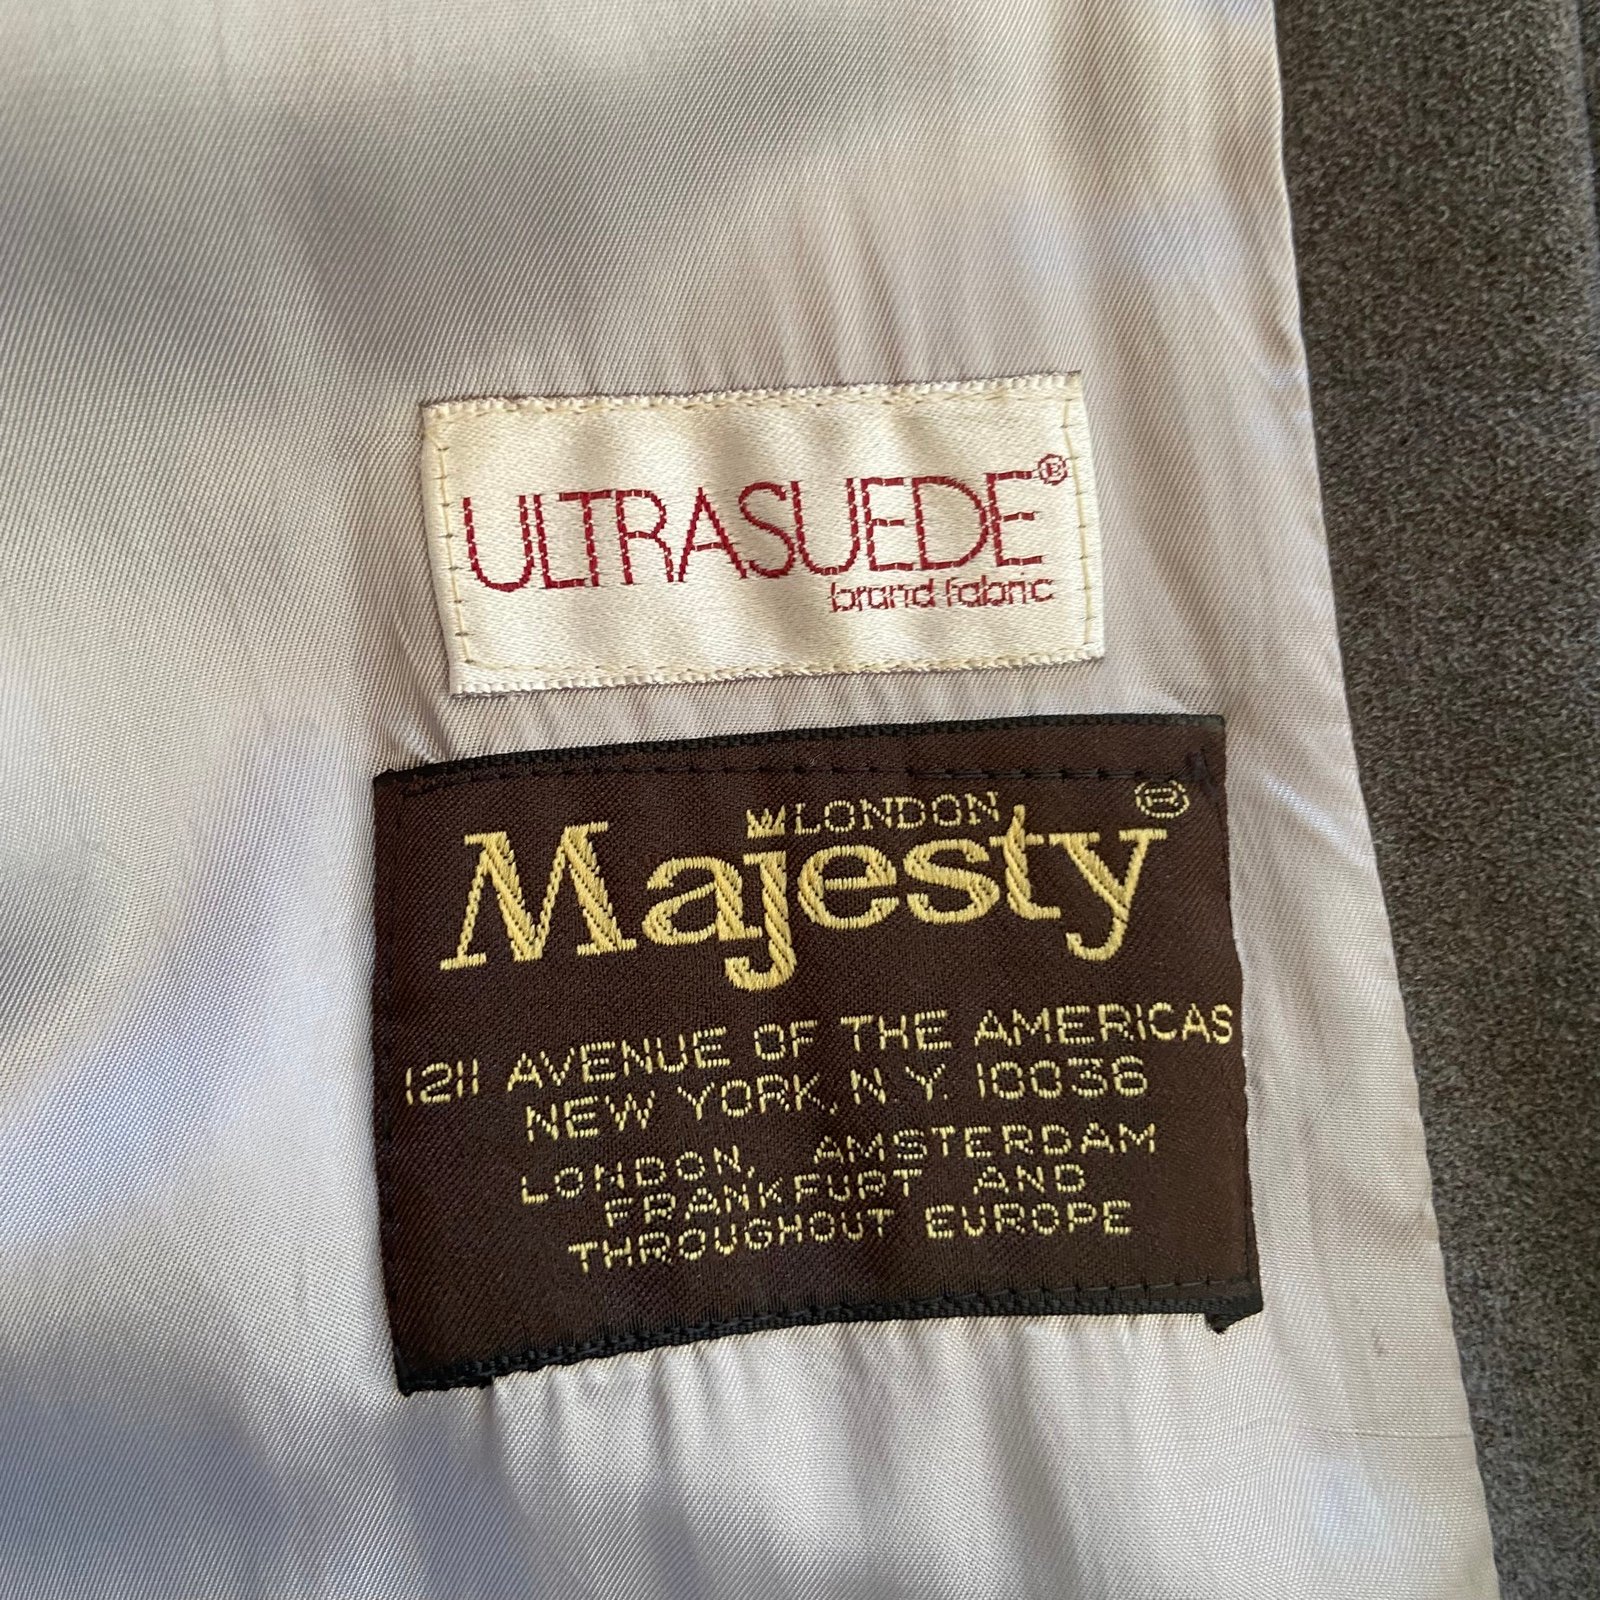 ULTRASUEDE®
brand fabric
LONDON
Majesty®
1211 AVENUE OF THE AMERICAS
NEW YORK, N.Y. 10036
LONDON, AMSTERDAM
FRANKFURT AND
THROUGHOUT EUROPE